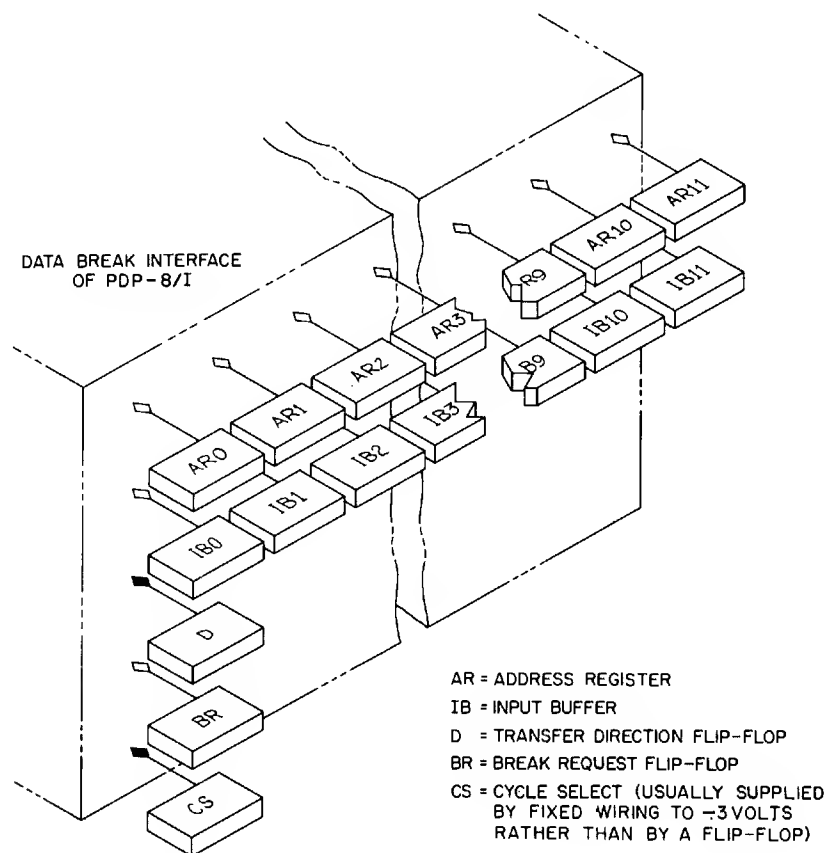 DATA BREAK INTERFACE
OF PDP-8/I
AR0
AR1
AR2
AR3
R9
AR10
AR11
IB0
IB1
IB2
IB3
B9
IB10
IB11
D
BR
CS
AR = ADDRESS REGISTER
IB = INPUT BUFFER
D = TRANSFER DIRECTION FLIP-FLOP
BR = BREAK REQUEST FLIP-FLOP
CS = CYCLE SELECT (USUALLY SUPPLIED
BY FIXED WIRING TO -3 VOLTS
RATHER THAN BY A FLIP-FLOP)